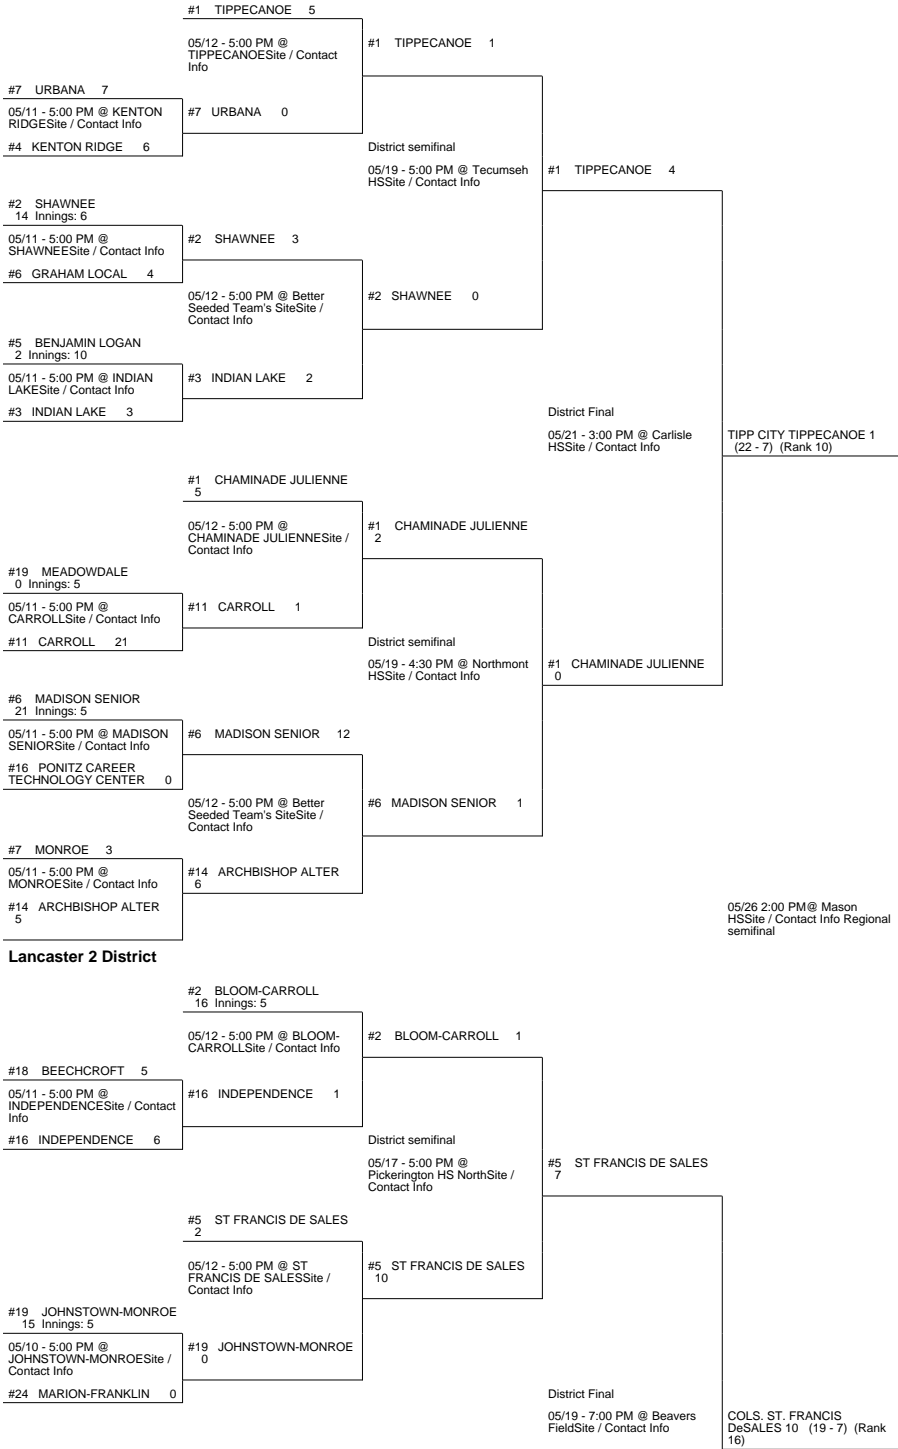 #1 TIPPECANOE 5
05/12 - 5:00 PM @
TIPPECANOESite / Contact
Info
#1 TIPPECANOE 1
#7 URBANA 7
05/11 - 5:00 PM @ KENTON
RIDGESite / Contact Info
#4 KENTON RIDGE 6
#7 URBANA 0
District semifinal
05/19 - 5:00 PM @ Tecumseh
HSSite / Contact Info
#1 TIPPECANOE 4
#2 SHAWNEE
14 Innings: 6
05/11 - 5:00 PM @
SHAWNEESite / Contact Info
#6 GRAHAM LOCAL 4
#2 SHAWNEE 3
05/12 - 5:00 PM @ Better
Seeded Team's SiteSite /
Contact Info
#2 SHAWNEE 0
#5 BENJAMIN LOGAN
2 Innings: 10
05/11 - 5:00 PM @ INDIAN
LAKESite / Contact Info
#3 INDIAN LAKE 3
#3 INDIAN LAKE 2
District Final
05/21 - 3:00 PM @ Carlisle
HSSite / Contact Info
TIPP CITY TIPPECANOE 1
(22 - 7) (Rank 10)
#1 CHAMINADE JULIENNE
5
05/12 - 5:00 PM @
CHAMINADE JULIENNESite /
Contact Info
#1 CHAMINADE JULIENNE
2
#19 MEADOWDALE
0 Innings: 5
05/11 - 5:00 PM @
CARROLLSite / Contact Info
#11 CARROLL 21
#11 CARROLL 1
District semifinal
05/19 - 4:30 PM @ Northmont
HSSite / Contact Info
#1 CHAMINADE JULIENNE
0
#6 MADISON SENIOR
21 Innings: 5
05/11 - 5:00 PM @ MADISON
SENIORSite / Contact Info
#16 PONITZ CAREER
TECHNOLOGY CENTER 0
#6 MADISON SENIOR 12
05/12 - 5:00 PM @ Better
Seeded Team's SiteSite /
Contact Info
#6 MADISON SENIOR 1
#7 MONROE 3
05/11 - 5:00 PM @
MONROESite / Contact Info
#14 ARCHBISHOP ALTER
5
#14 ARCHBISHOP ALTER
6
05/26 2:00 PM@ Mason
HSSite / Contact Info Regional
semifinal
Lancaster 2 District
#2 BLOOM-CARROLL
16 Innings: 5
05/12 - 5:00 PM @ BLOOM-
CARROLLSite / Contact Info
#2 BLOOM-CARROLL 1
#18 BEECHCROFT 5
05/11 - 5:00 PM @
INDEPENDENCESite / Contact
Info
#16 INDEPENDENCE 6
#16 INDEPENDENCE 1
District semifinal
05/17 - 5:00 PM @
Pickerington HS NorthSite /
Contact Info
#5 ST FRANCIS DE SALES
7
#5 ST FRANCIS DE SALES
2
05/12 - 5:00 PM @ ST
FRANCIS DE SALESSite /
Contact Info
#5 ST FRANCIS DE SALES
10
#19 JOHNSTOWN-MONROE
15 Innings: 5
05/10 - 5:00 PM @
JOHNSTOWN-MONROESite /
Contact Info
#24 MARION-FRANKLIN 0
#19 JOHNSTOWN-MONROE
0
District Final
05/19 - 7:00 PM @ Beavers
FieldSite / Contact Info
COLS. ST. FRANCIS
DeSALES 10 (19 - 7) (Rank
16)